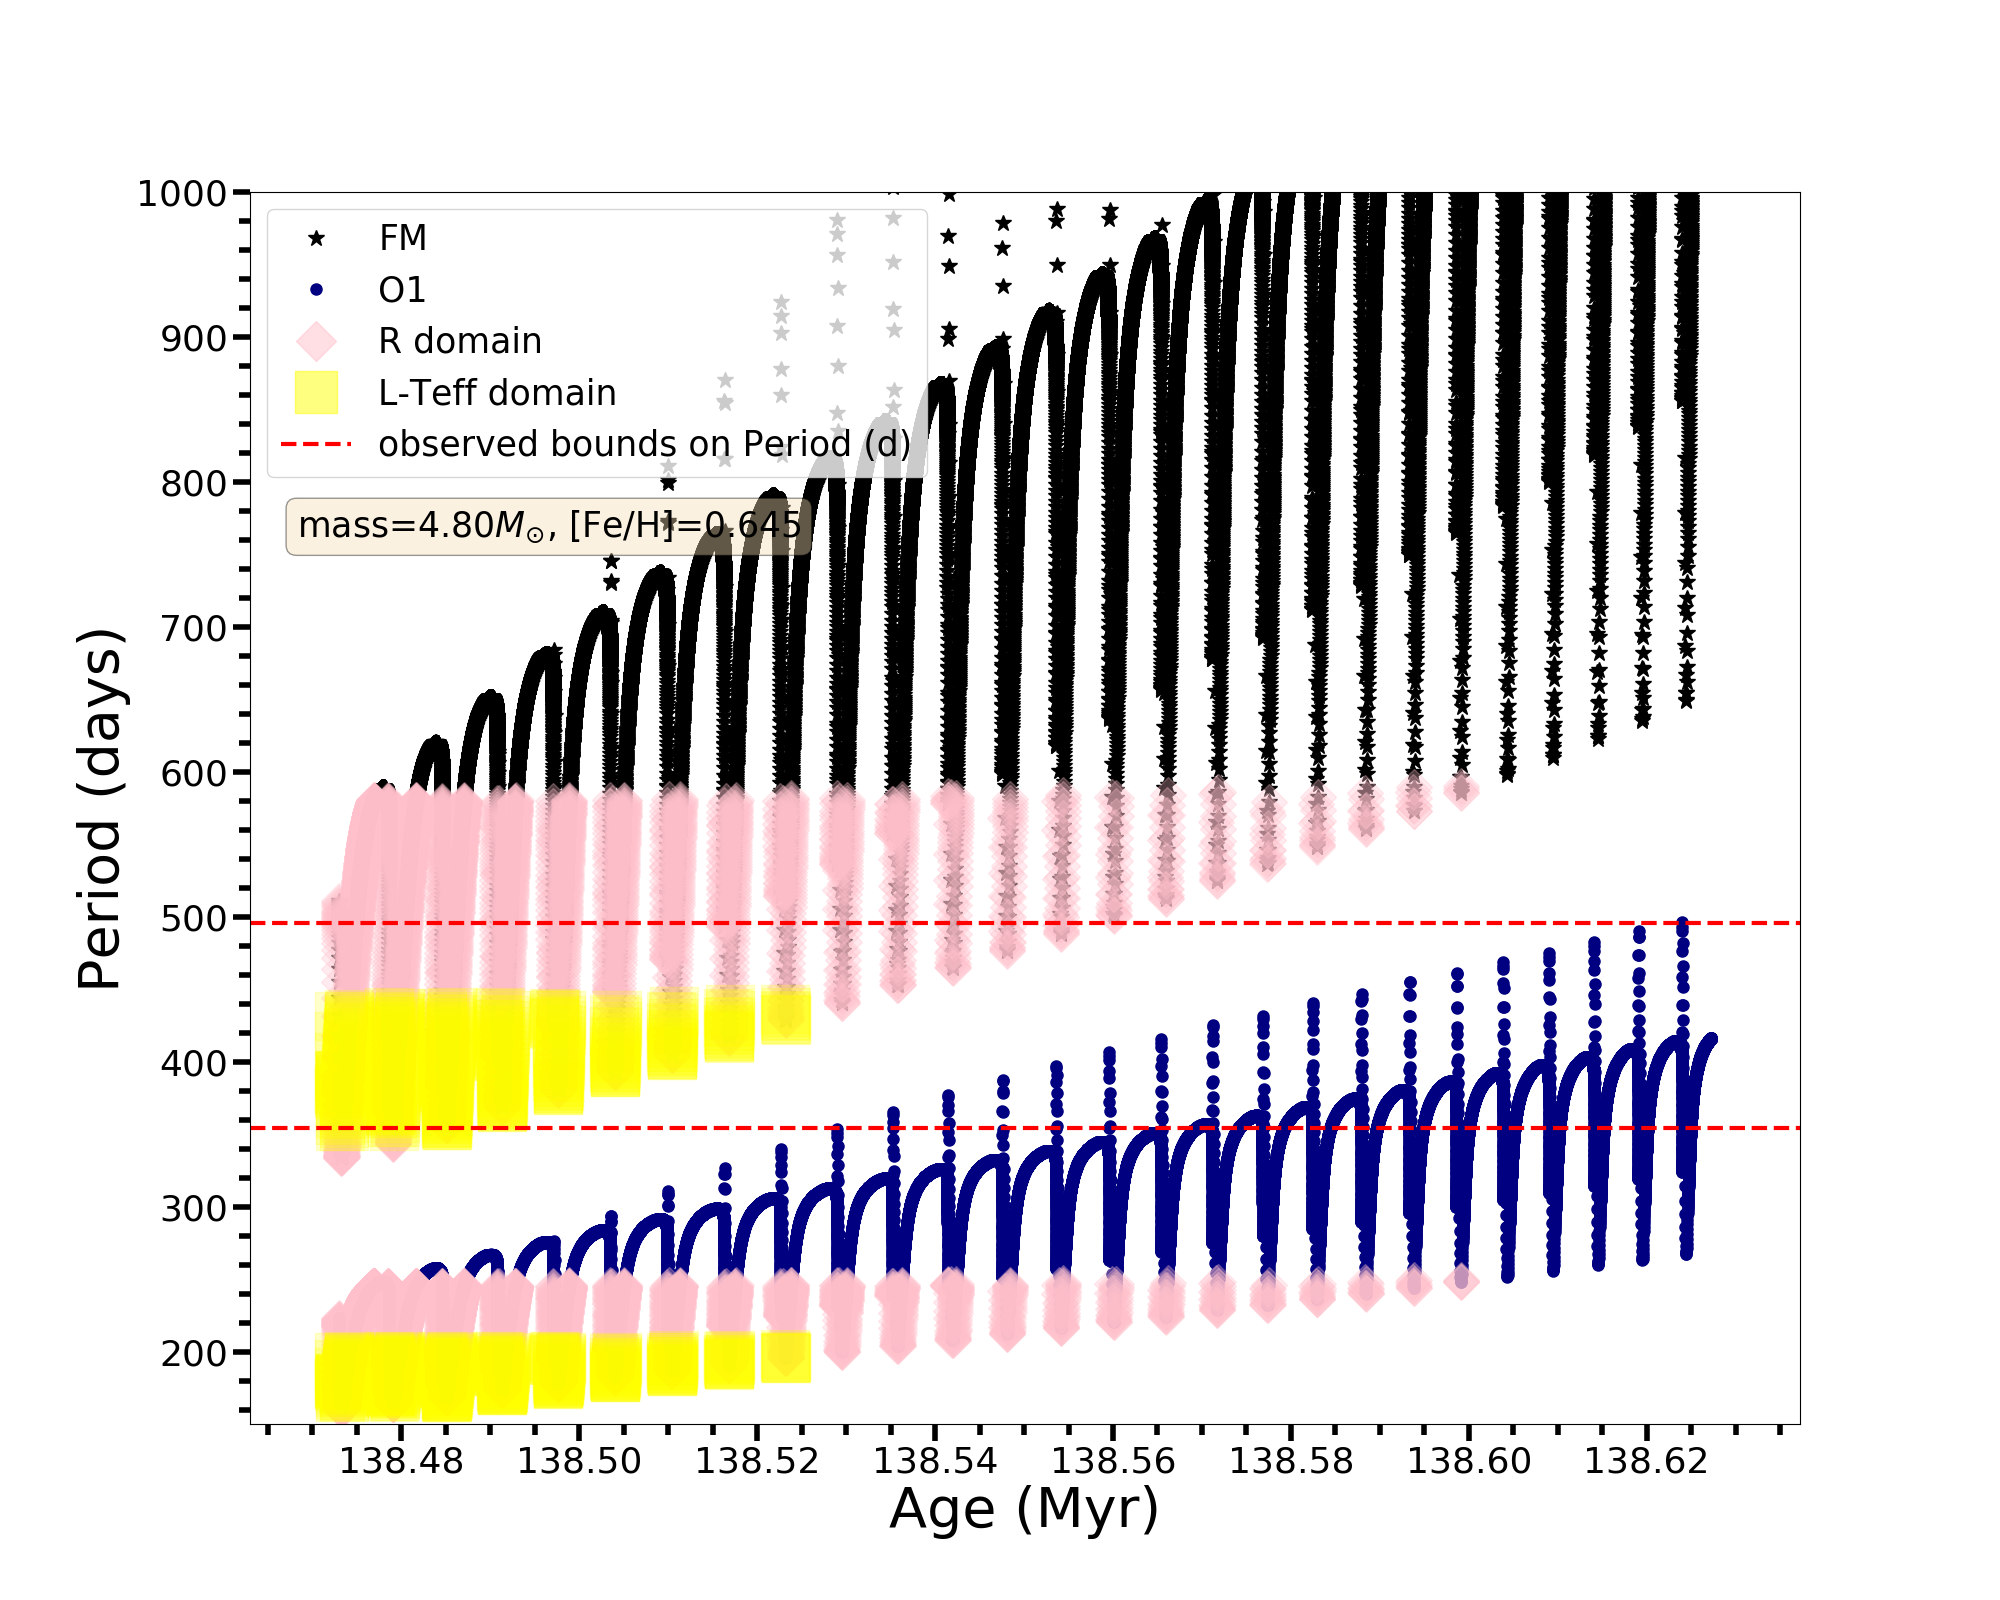 FM
O1
R domain
L-Teff domain
observed bounds on Period (d)
mass=4.80M☉, [Fe/H]=0.645
Period (days)
1000
900
800
700
600
500
400
300
200
138.48 138.50 138.52 138.54 138.56 138.58 138.60 138.62
Age (Myr)